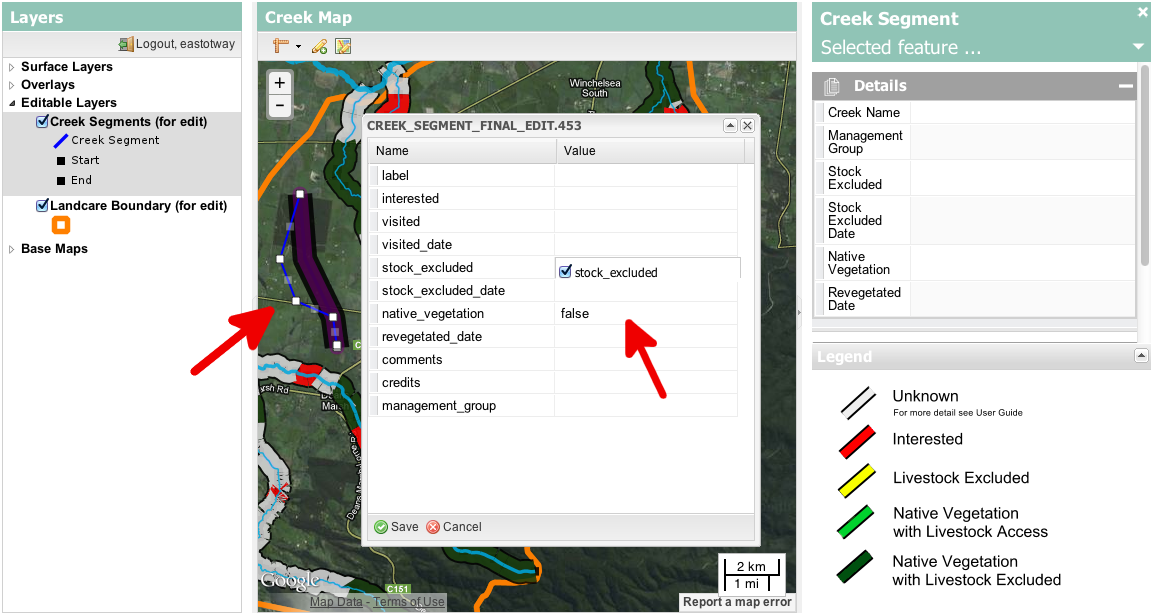 Layers
Logout, eastotway
Surface Layers
Overlays
Editable Layers
Creek Segments (for edit)
Creek Segment
Start
End
Landcare Boundary (for edit)
Base Maps
Creek Map
+
−
Winchelsea
South
CREEK_SEGMENT_FINAL_EDIT.453
Name
Value
label
interested
visited
visited_date
stock_excluded
stock_excluded
stock_excluded_date
native_vegetation
false
revegetated_date
comments
credits
management_group
Save
Cancel
rsh Rd
C151
Google
Map Data - Terms of Use
2 km
1 mi
Report a map error
Creek Segment
Selected feature ...
Details
Creek Name
Management
Group
Stock
Excluded
Stock
Excluded
Date
Native
Vegetation
Revegetated
Date
Legend
Unknown
For more detail see User Guide
Interested
Livestock Excluded
Native Vegetation
with Livestock Access
Native Vegetation
with Livestock Excluded